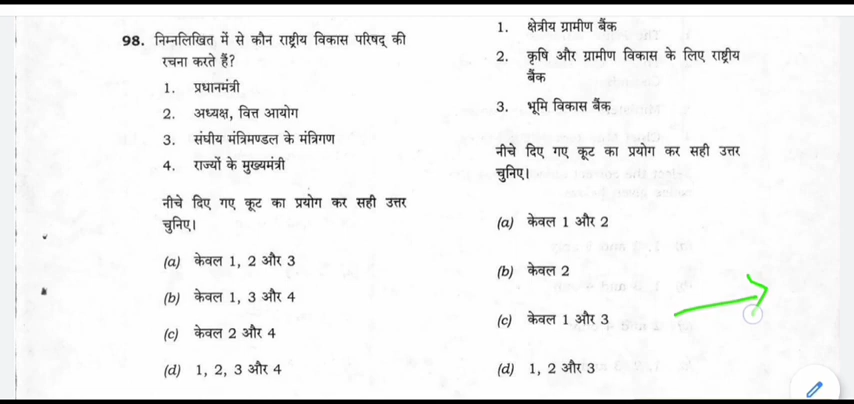 98. निम्नलिखित में से कौन राष्ट्रीय विकास परिषद् की
रचना करते हैं?
1. प्रधानमंत्री
2. अध्यक्ष, वित्त आयोग
3. संघीय मंत्रिमण्डल के मंत्रिगण
4. राज्यों के मुख्यमंत्री
नीचे दिए गए कूट का प्रयोग कर सही उत्तर
चुनिए।
(a) केवल 1, 2 और 3
(b) केवल 1, 3 और 4
(c) केवल 2 और 4
(d) 1, 2, 3 और 4
1. क्षेत्रीय ग्रामीण बैंक
2. कृषि और ग्रामीण विकास के लिए राष्ट्रीय
बैंक
3. भूमि विकास बैंक
नीचे दिए गए कूट का प्रयोग कर सही उत्तर
चुनिए।
(a) केवल 1 और 2
(b) केवल 2
(c) केवल 1 और 3
(d) 1, 2 और 3